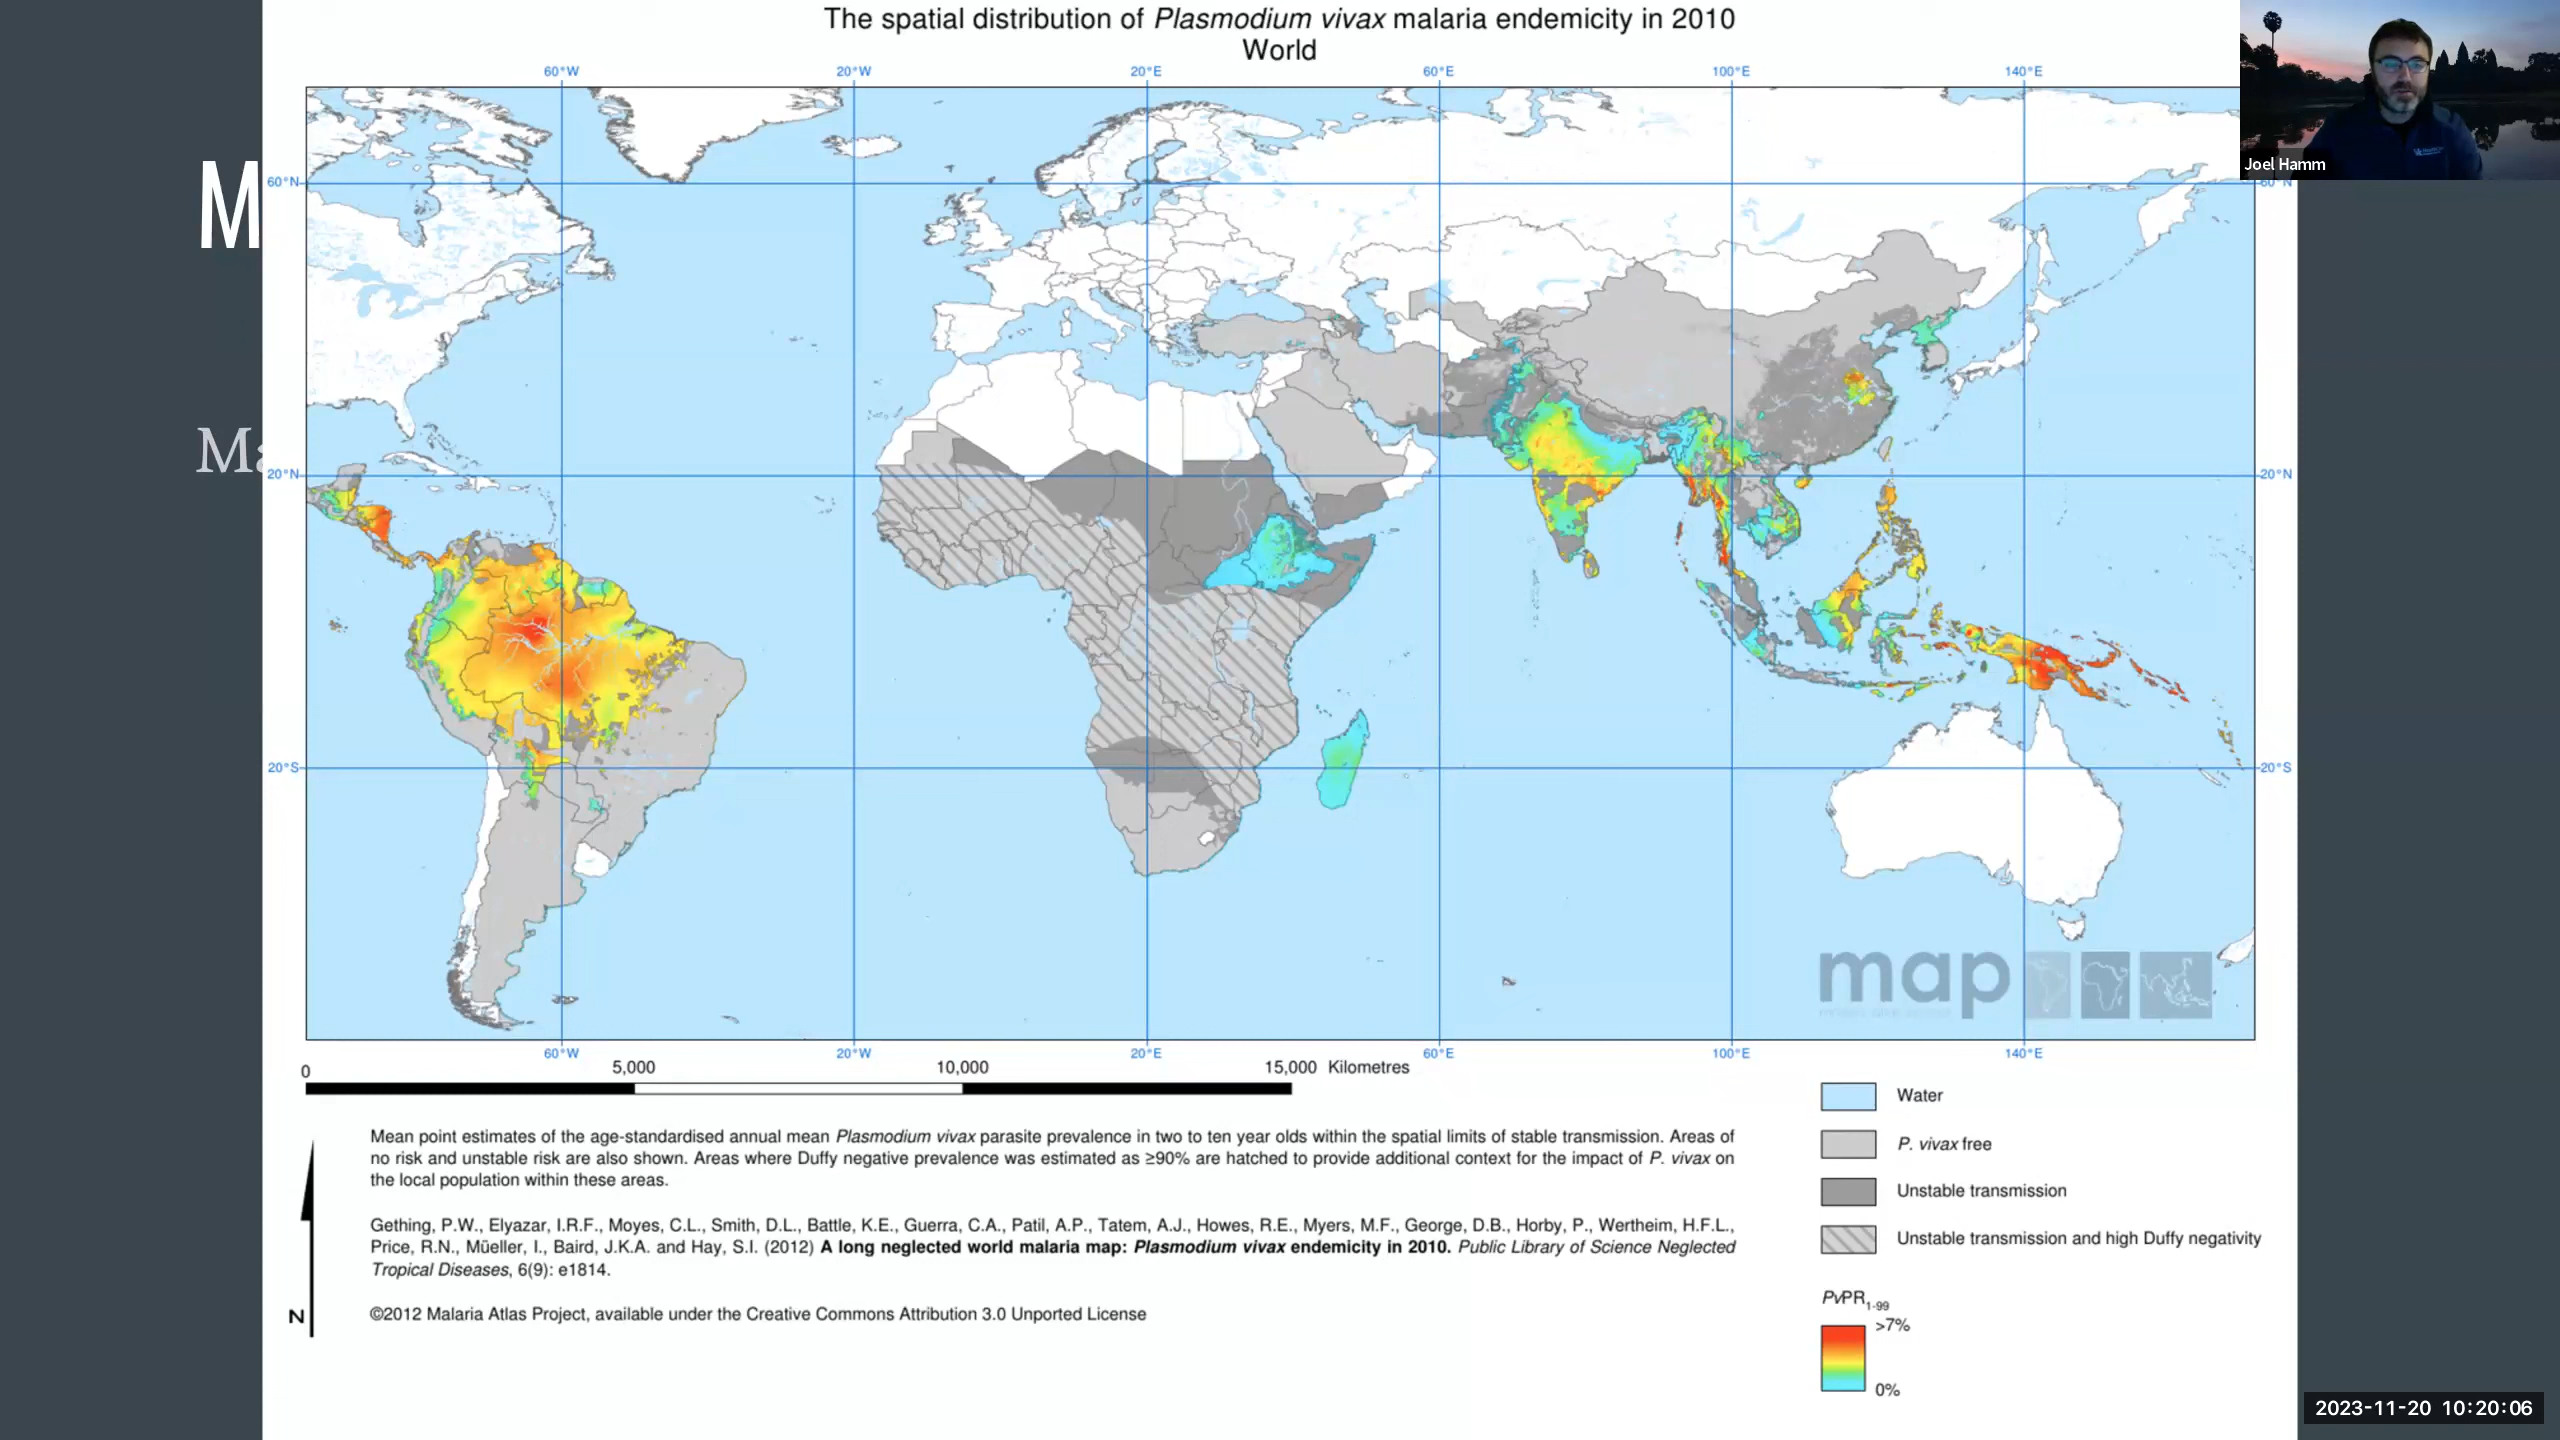 The spatial distribution of Plasmodium vivax malaria endemicity in 2010
World
60°W 20°W 20°E 60°E 100°E 140°E
Joel Hamm
M
60°N 60°N
Ma
20°N 20°N
20°S 20°S
map
60°W 20°W 20°E 60°E 100°E 140°E
0 5,000 10,000 15,000 Kilometres
Water
P. vivax free
Unstable transmission
Unstable transmission and high Duffy negativity
PvPR1-99
>7%
0%
Mean point estimates of the age-standardised annual mean Plasmodium vivax parasite prevalence in two to ten year olds within the spatial limits of stable transmission. Areas of
no risk and unstable risk are also shown. Areas where Duffy negative prevalence was estimated as ≥90% are hatched to provide additional context for the impact of P. vivax on
the local population within these areas.
Gething, P.W., Elyazar, I.R.F., Moyes, C.L., Smith, D.L., Battle, K.E., Guerra, C.A., Patil, A.P., Tatem, A.J., Howes, R.E., Myers, M.F., George, D.B., Horby, P., Wertheim, H.F.L.,
Price, R.N., Müeller, I., Baird, J.K.A. and Hay, S.I. (2012) A long neglected world malaria map: Plasmodium vivax endemicity in 2010. Public Library of Science Neglected
Tropical Diseases, 6(9): e1814.
N
©2012 Malaria Atlas Project, available under the Creative Commons Attribution 3.0 Unported License
2023-11-20 10:20:06